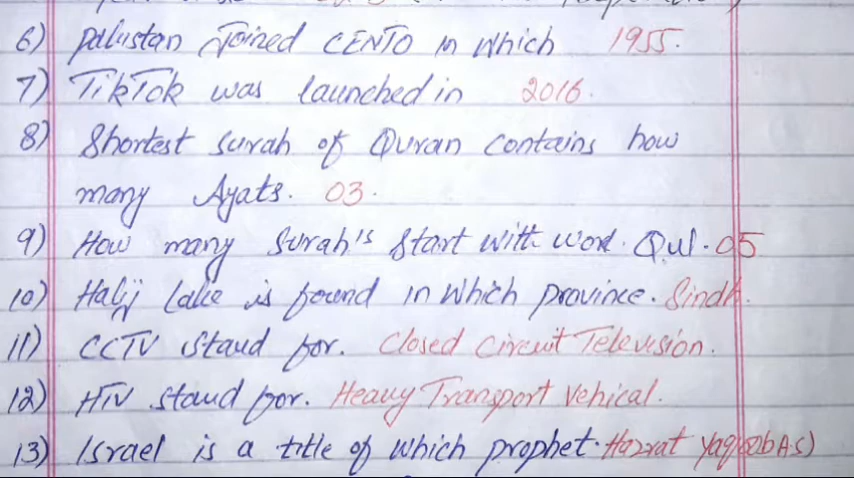 6) Pakistan Joined CENTO in which 1955.
7) TikTok was launched in 2016.
8) Shortest surah of Quran contains how
many Ayats. 03.
9) How many Surah's start with word. Qul. 05
10) Halij Lake is found in which province. Sindh.
11) CCTV stand for. Closed Circuit Television.
12) HTV stand for. Heavy Transport Vehical.
13) Israel is a title of which prophet. Hazrat Yaqoob As)